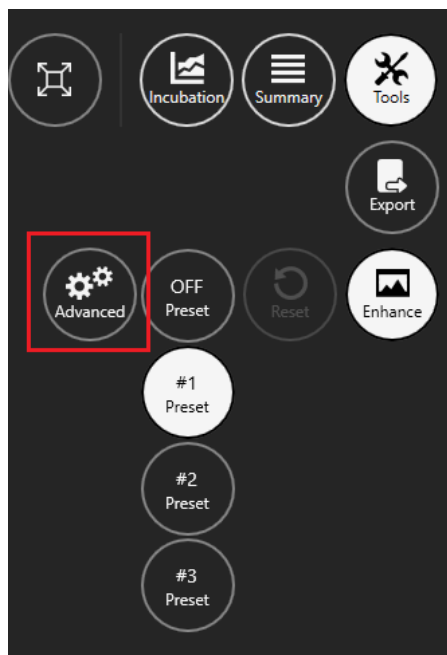 Incubation
Summary
Tools
Export
Advanced
OFF
Preset
Reset
Enhance
#1
Preset
#2
Preset
#3
Preset